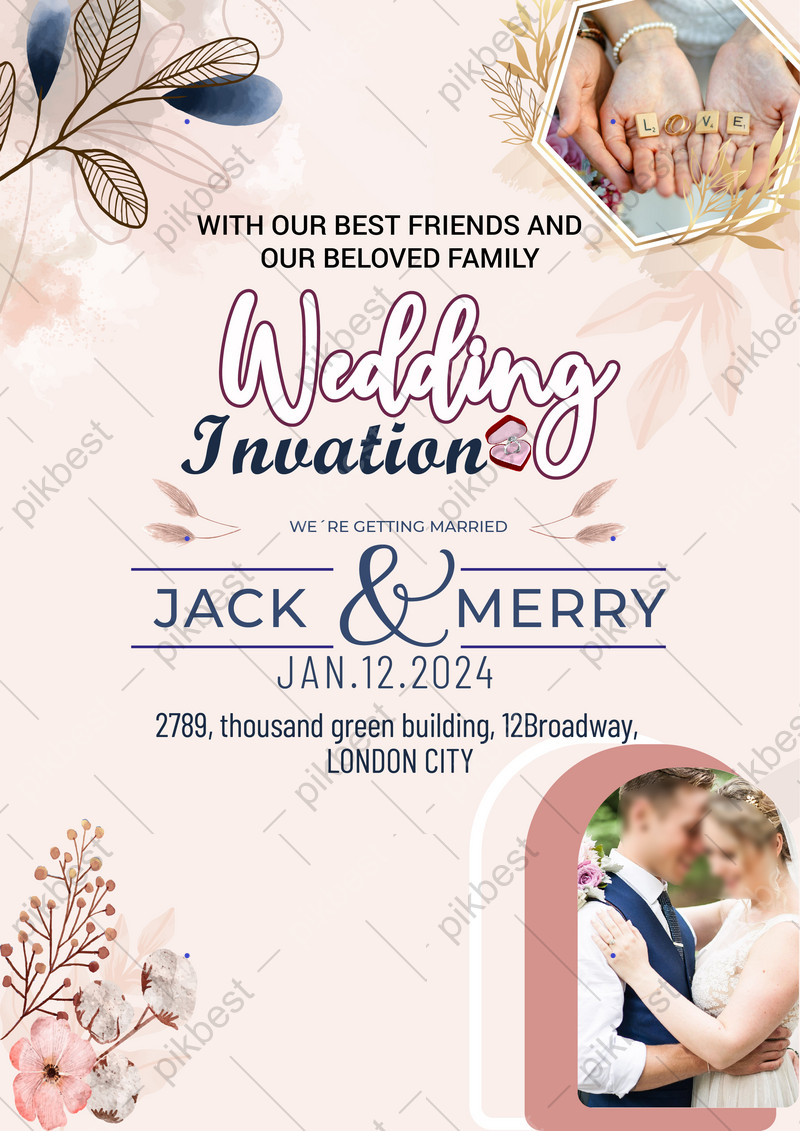 L O V E
WITH OUR BEST FRIENDS AND
OUR BELOVED FAMILY
Wedding
Invation
WE´RE GETTING MARRIED
JACK & MERRY
JAN.12.2024
2789, thousand green building, 12Broadway,
LONDON CITY
pikbest